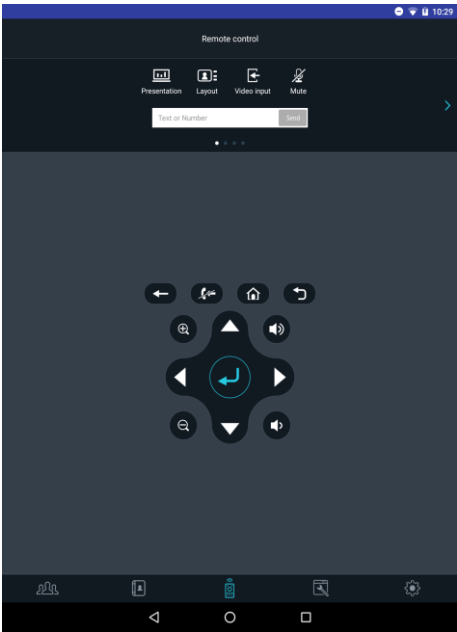 10:29
Remote control
Presentation Layout Video input Mute
Text or Number Send